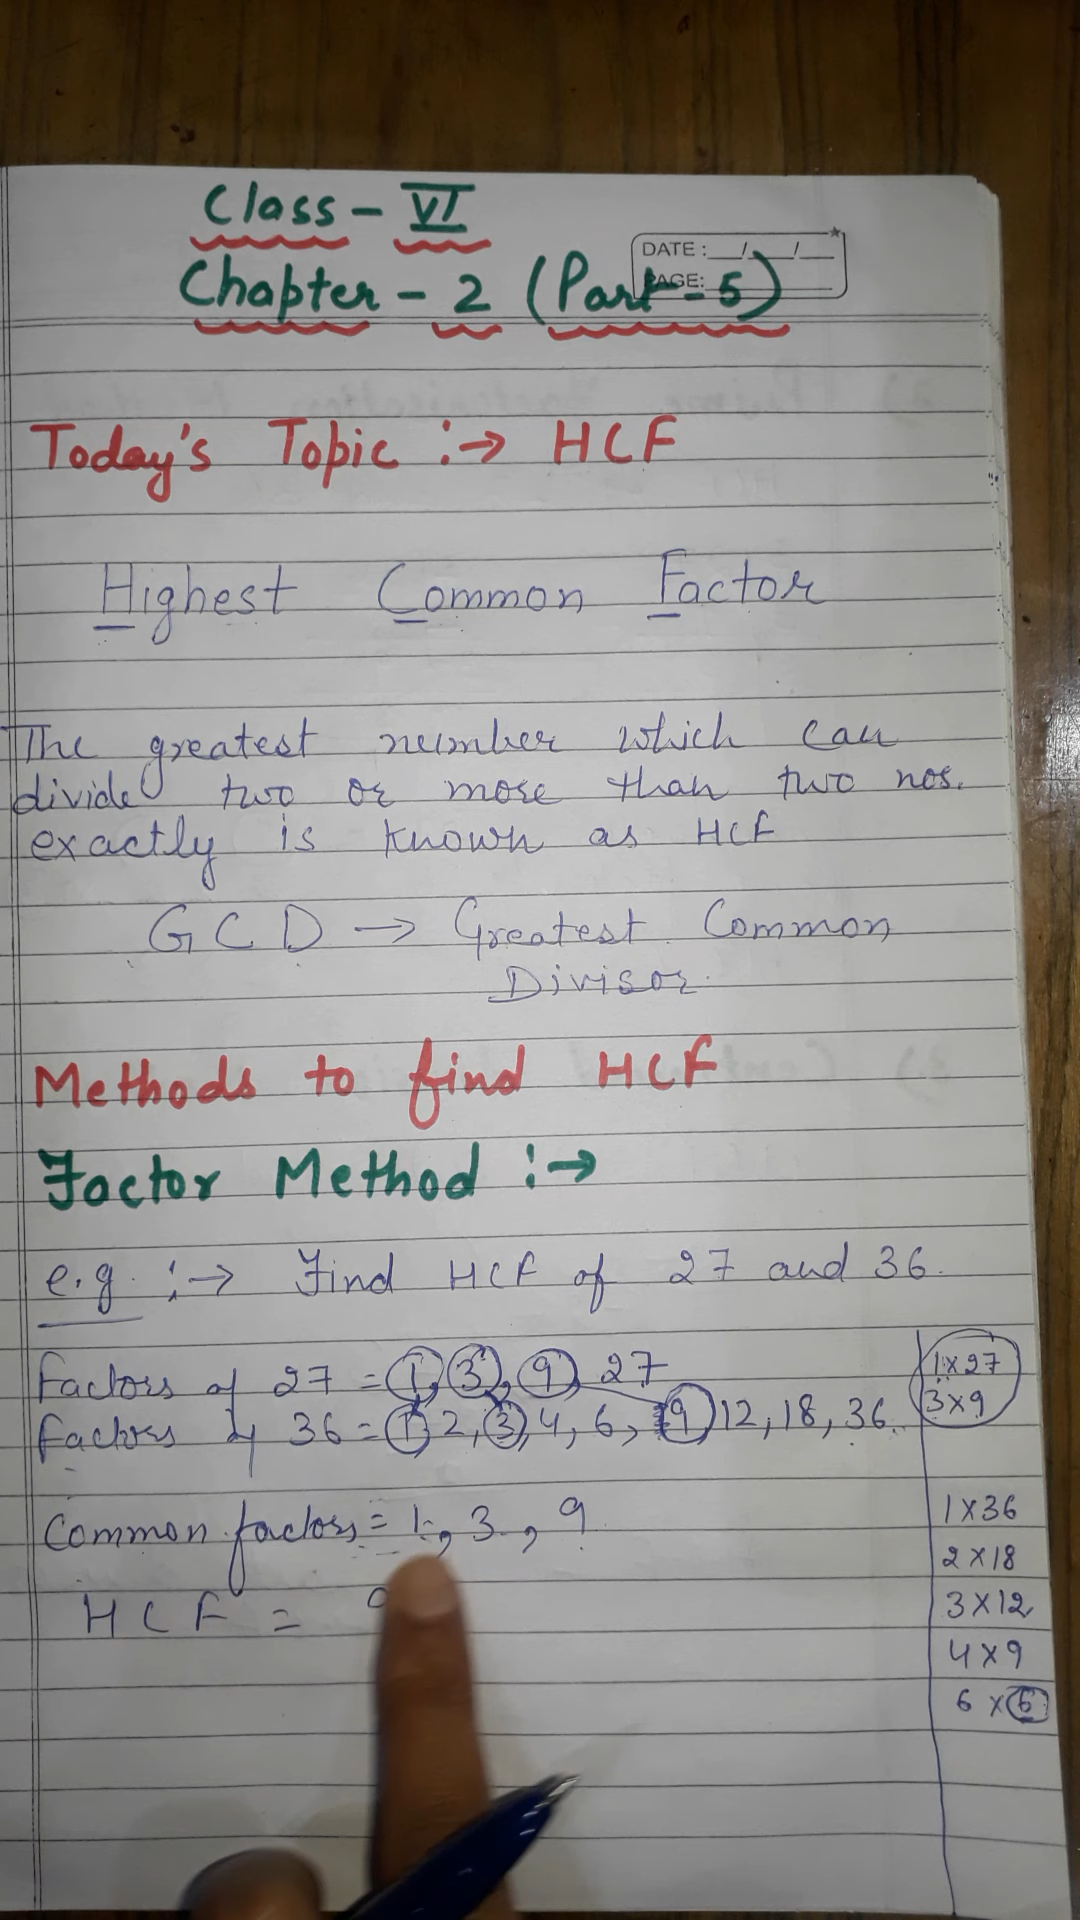 Class - VI
DATE: __/__/__
PAGE:
Chapter - 2 (Part - 5)
Today's Topic :→ HCF
Highest Common Factor
The greatest number which can
divide two or more than two nos.
exactly is known as HCF
GCD → Greatest Common
Divisor.
Methods to find HCF
Factor Method :→
e.g. :→ Find HCF of 27 and 36.
Factors of 27 = 1, 3, 9, 27
Factors of 36 = 1, 2, 3, 4, 6, 9, 12, 18, 36.
Common factors = 1, 3, 9
HCF =
1×27
3×9
1×36
2×18
3×12
4×9
6×6